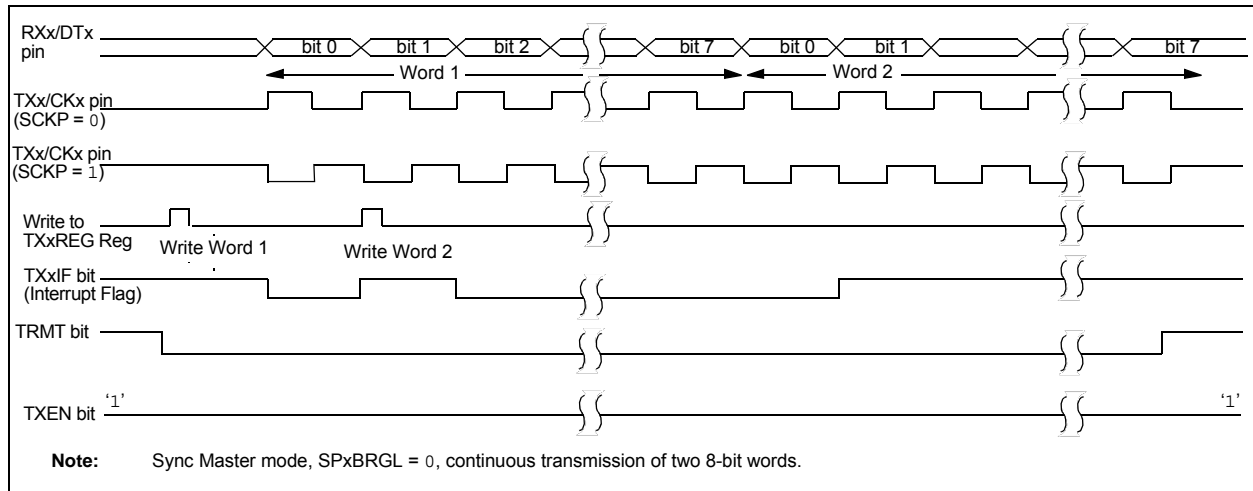 RXx/DTx
pin
bit 0 bit 1 bit 2 bit 7 bit 0 bit 1 bit 7
Word 1 Word 2
TXx/CKx pin
(SCKP = 0)
TXx/CKx pin
(SCKP = 1)
Write to
TXxREG Reg
Write Word 1 Write Word 2
TXxIF bit
(Interrupt Flag)
TRMT bit
TXEN bit ‘1’ ‘1’
Note: Sync Master mode, SPxBRGL = 0, continuous transmission of two 8-bit words.